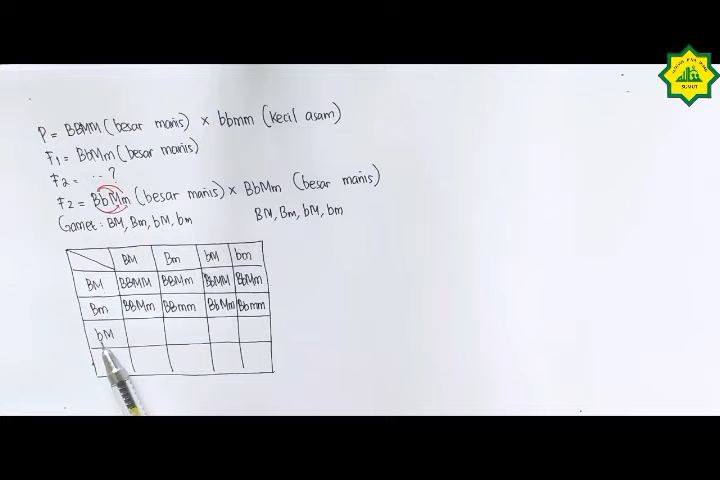 P = BBMM (besar manis) x bbmm (kecil asam)
F1 = BbMm (besar manis)
F2 = ... ?
F2 = BbMm (besar manis) x BbMm (besar manis)
Gamet : BM, Bm, bM, bm BM, Bm, bM, bm
BM Bm bM bm
BM BBMM BBMm BbMM BbMm
Bm BBMm BBmm BbMm Bbmm
bM
SUMUT